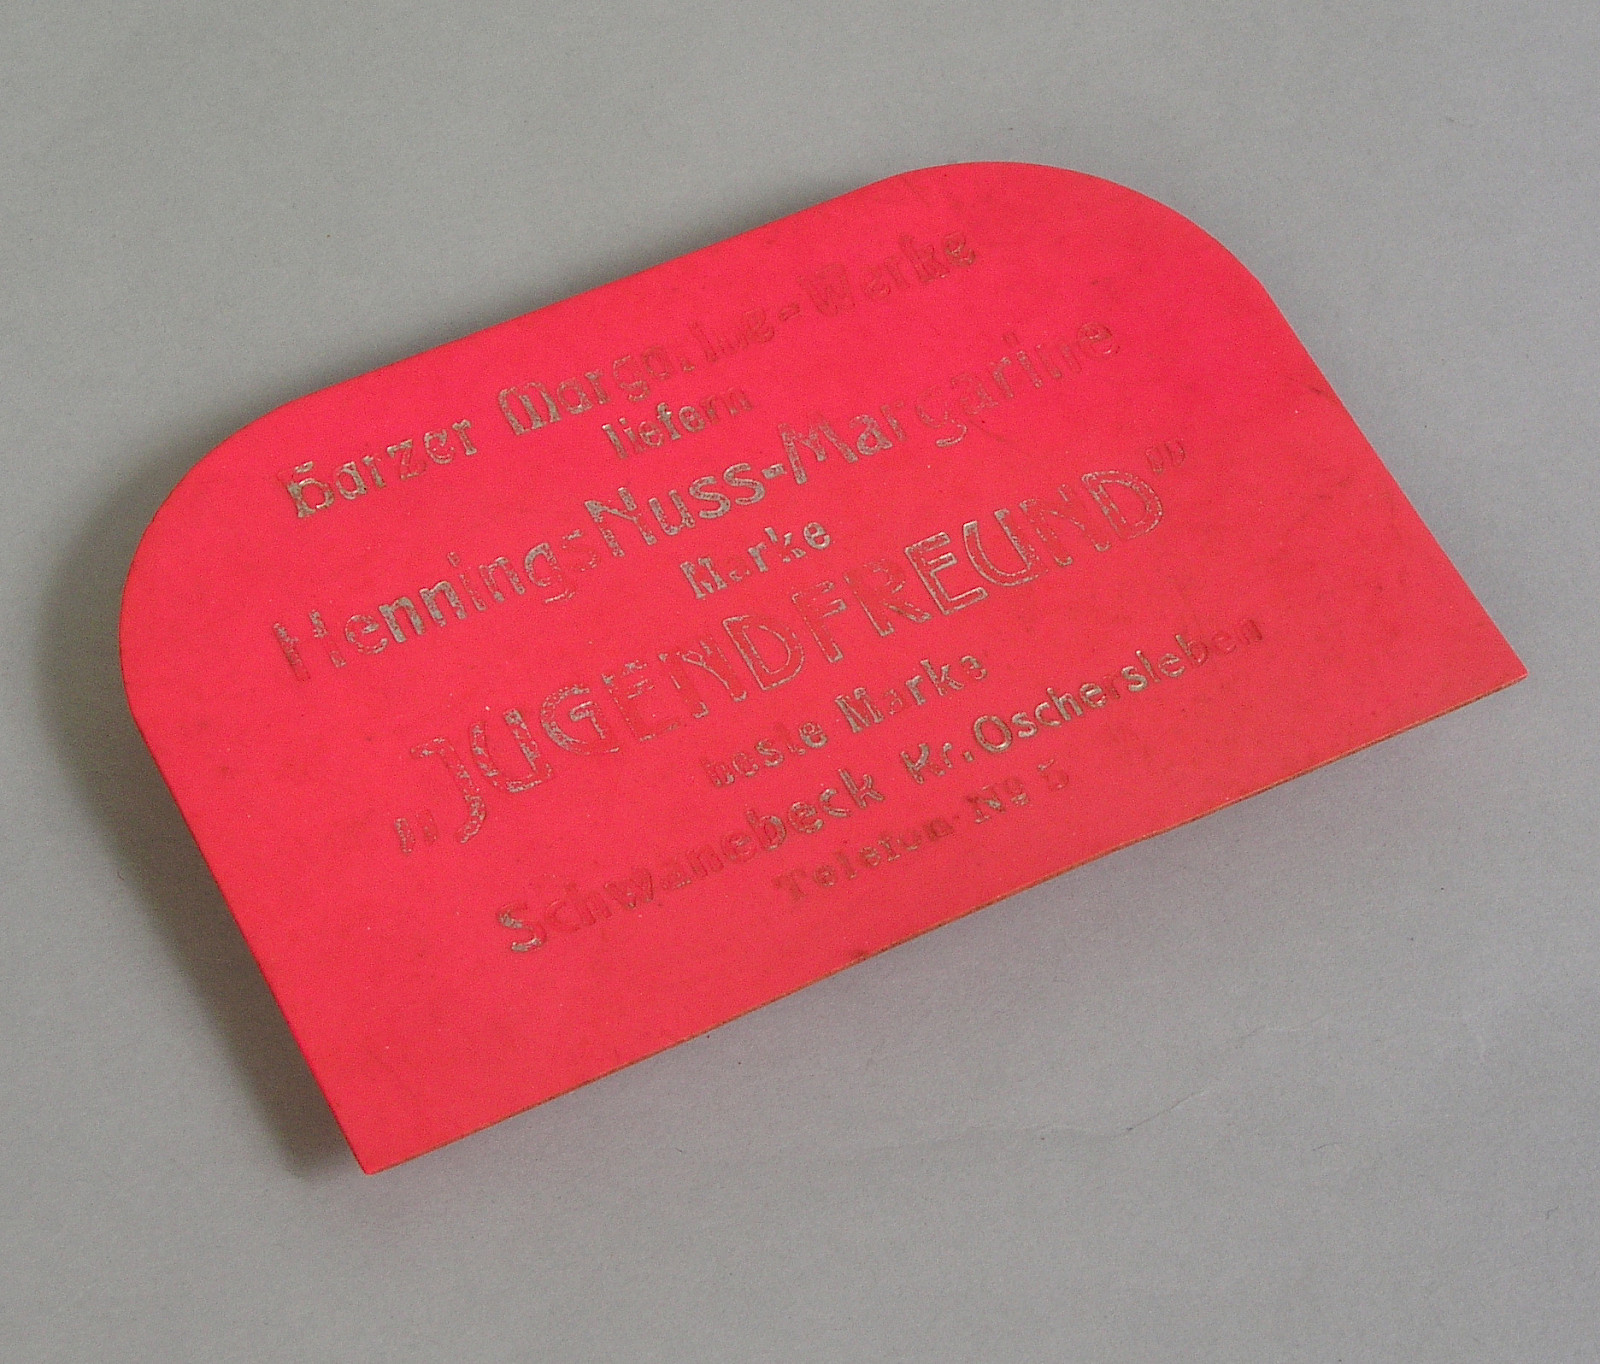 Harzer Margarine-Werke
liefern
Hennings Nuss-Margarine
Marke
„JUGENDFREUND”
beste Marke
Schwanebeck Kr. Oschersleben
Telefon Nº 5